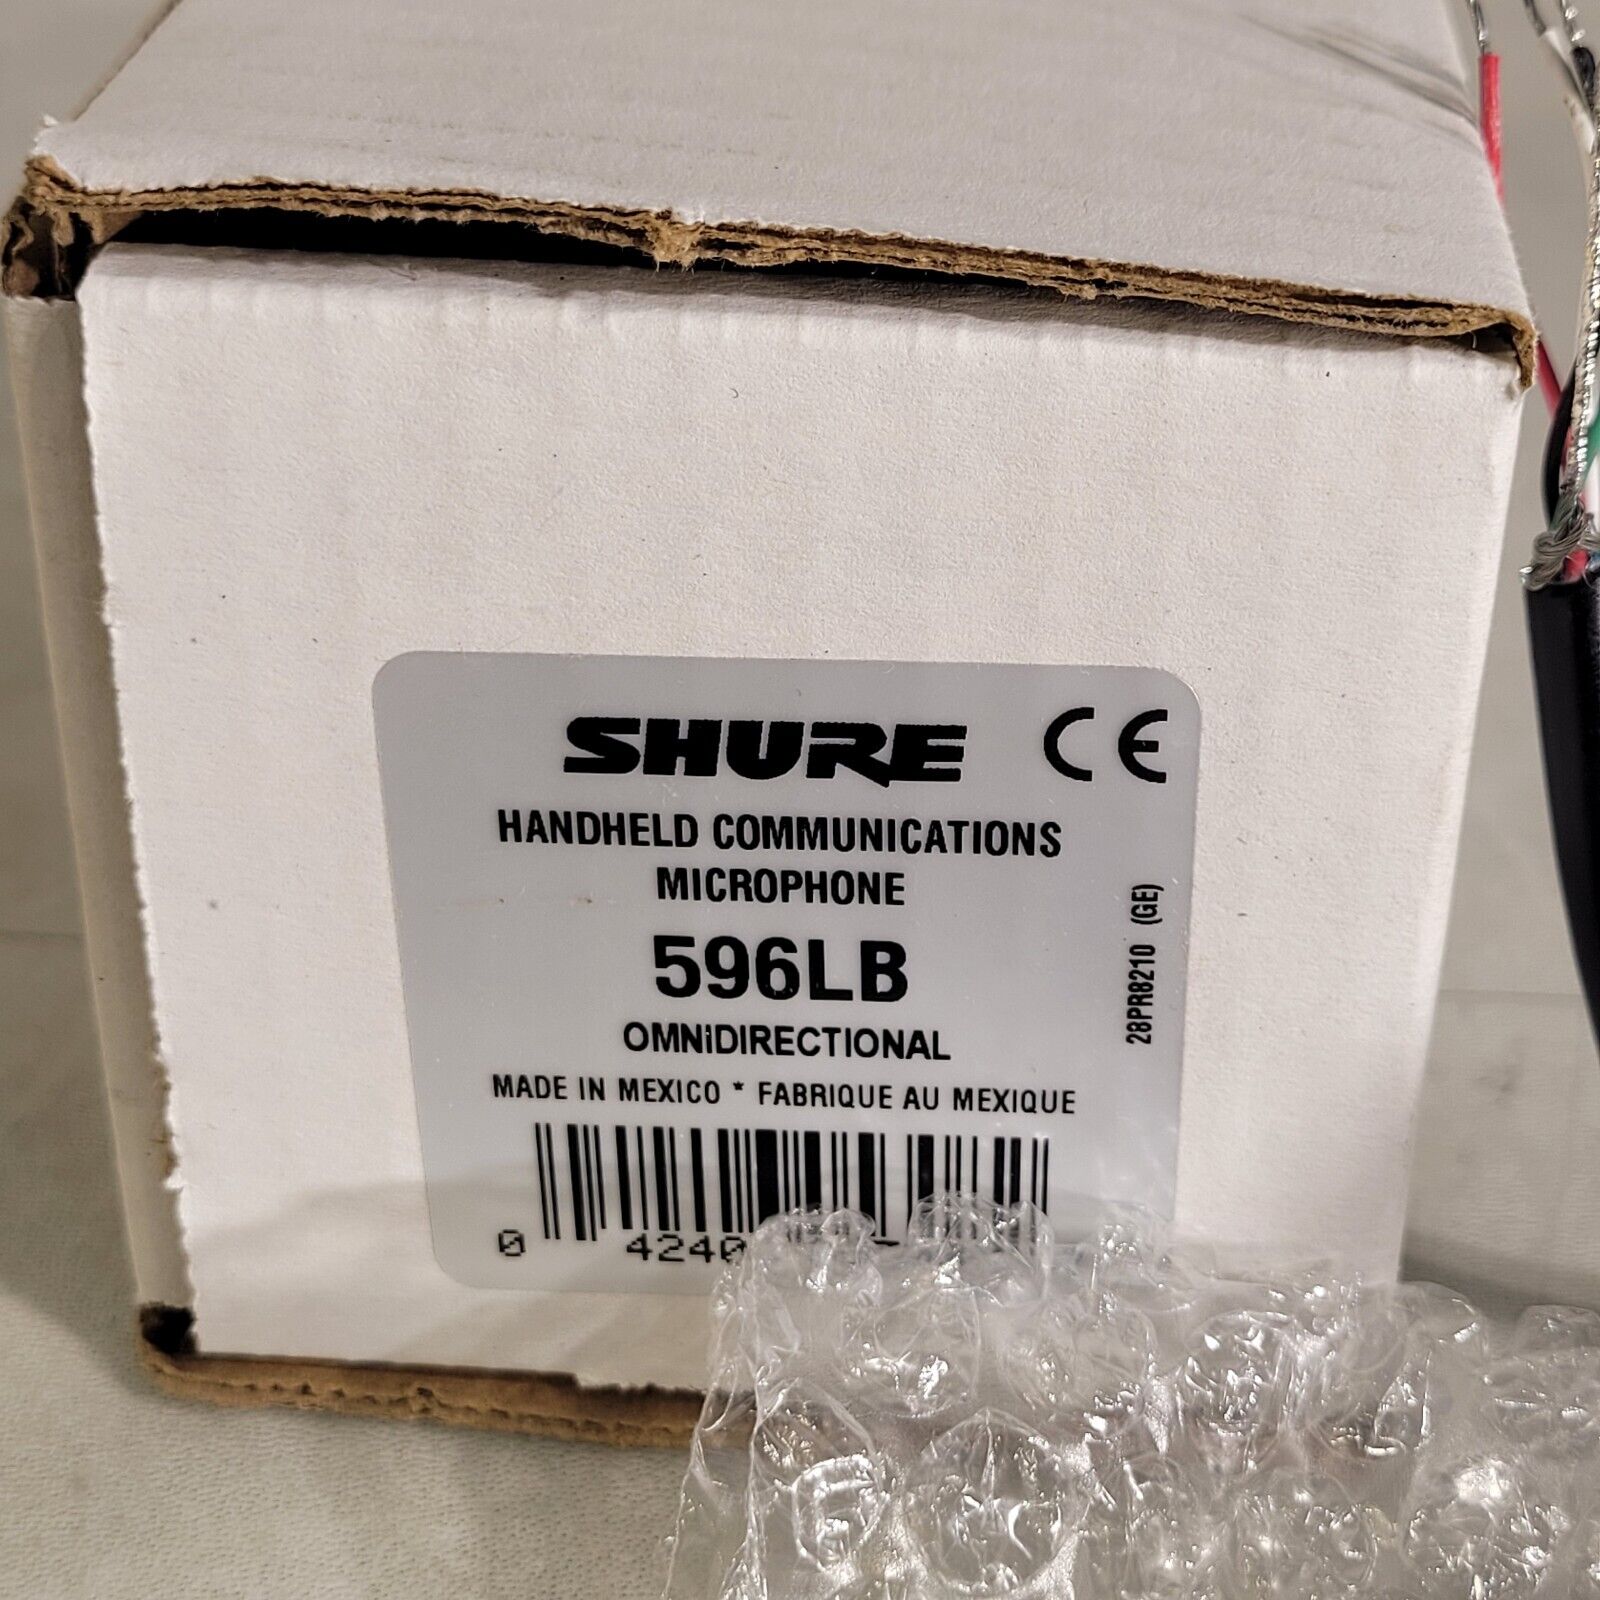 SHURE CE
HANDHELD COMMUNICATIONS
MICROPHONE
596LB
OMNiDIRECTIONAL
MADE IN MEXICO * FABRIQUE AU MEXIQUE
0 4240
28PR8210 (GE)